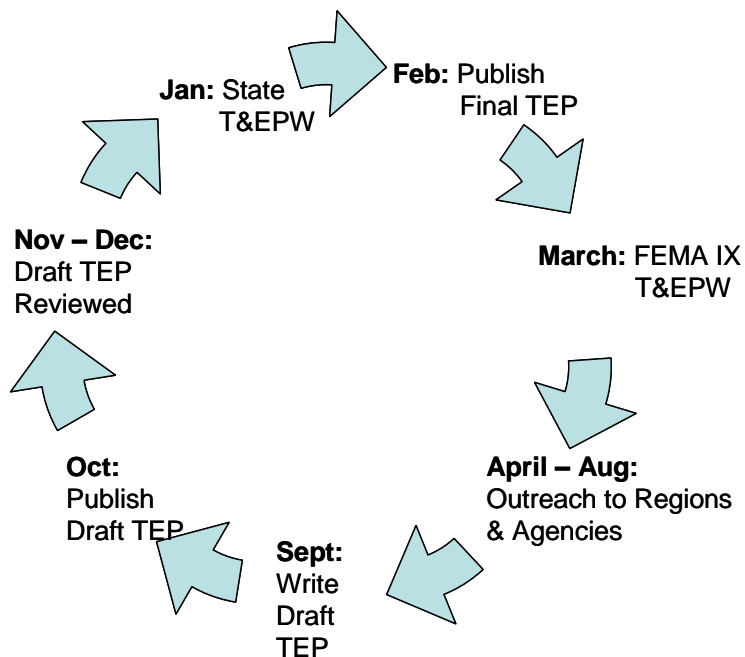 Jan: State
T&EPW
Feb: Publish
Final TEP
March: FEMA IX
T&EPW
April – Aug:
Outreach to Regions
& Agencies
Sept:
Write
Draft
TEP
Oct:
Publish
Draft TEP
Nov – Dec:
Draft TEP
Reviewed